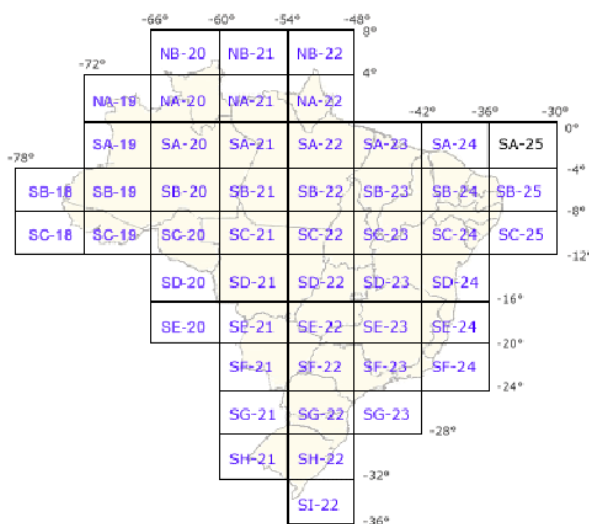 -66° -60° -54° -48°
8°
NB-20 NB-21 NB-22
-72° 4°
NA-19 NA-20 NA-21 NA-22
-42° -36° -30°
0°
SA-19 SA-20 SA-21 SA-22 SA-23 SA-24 SA-25
-78° -4°
SB-18 SB-19 SB-20 SB-21 SB-22 SB-23 SB-24 SB-25
-8°
SC-18 SC-19 SC-20 SC-21 SC-22 SC-23 SC-24 SC-25
-12°
SD-20 SD-21 SD-22 SD-23 SD-24
-16°
SE-20 SE-21 SE-22 SE-23 SE-24
-20°
SF-21 SF-22 SF-23 SF-24
-24°
SG-21 SG-22 SG-23
-28°
SH-21 SH-22
-32°
SI-22
-36°